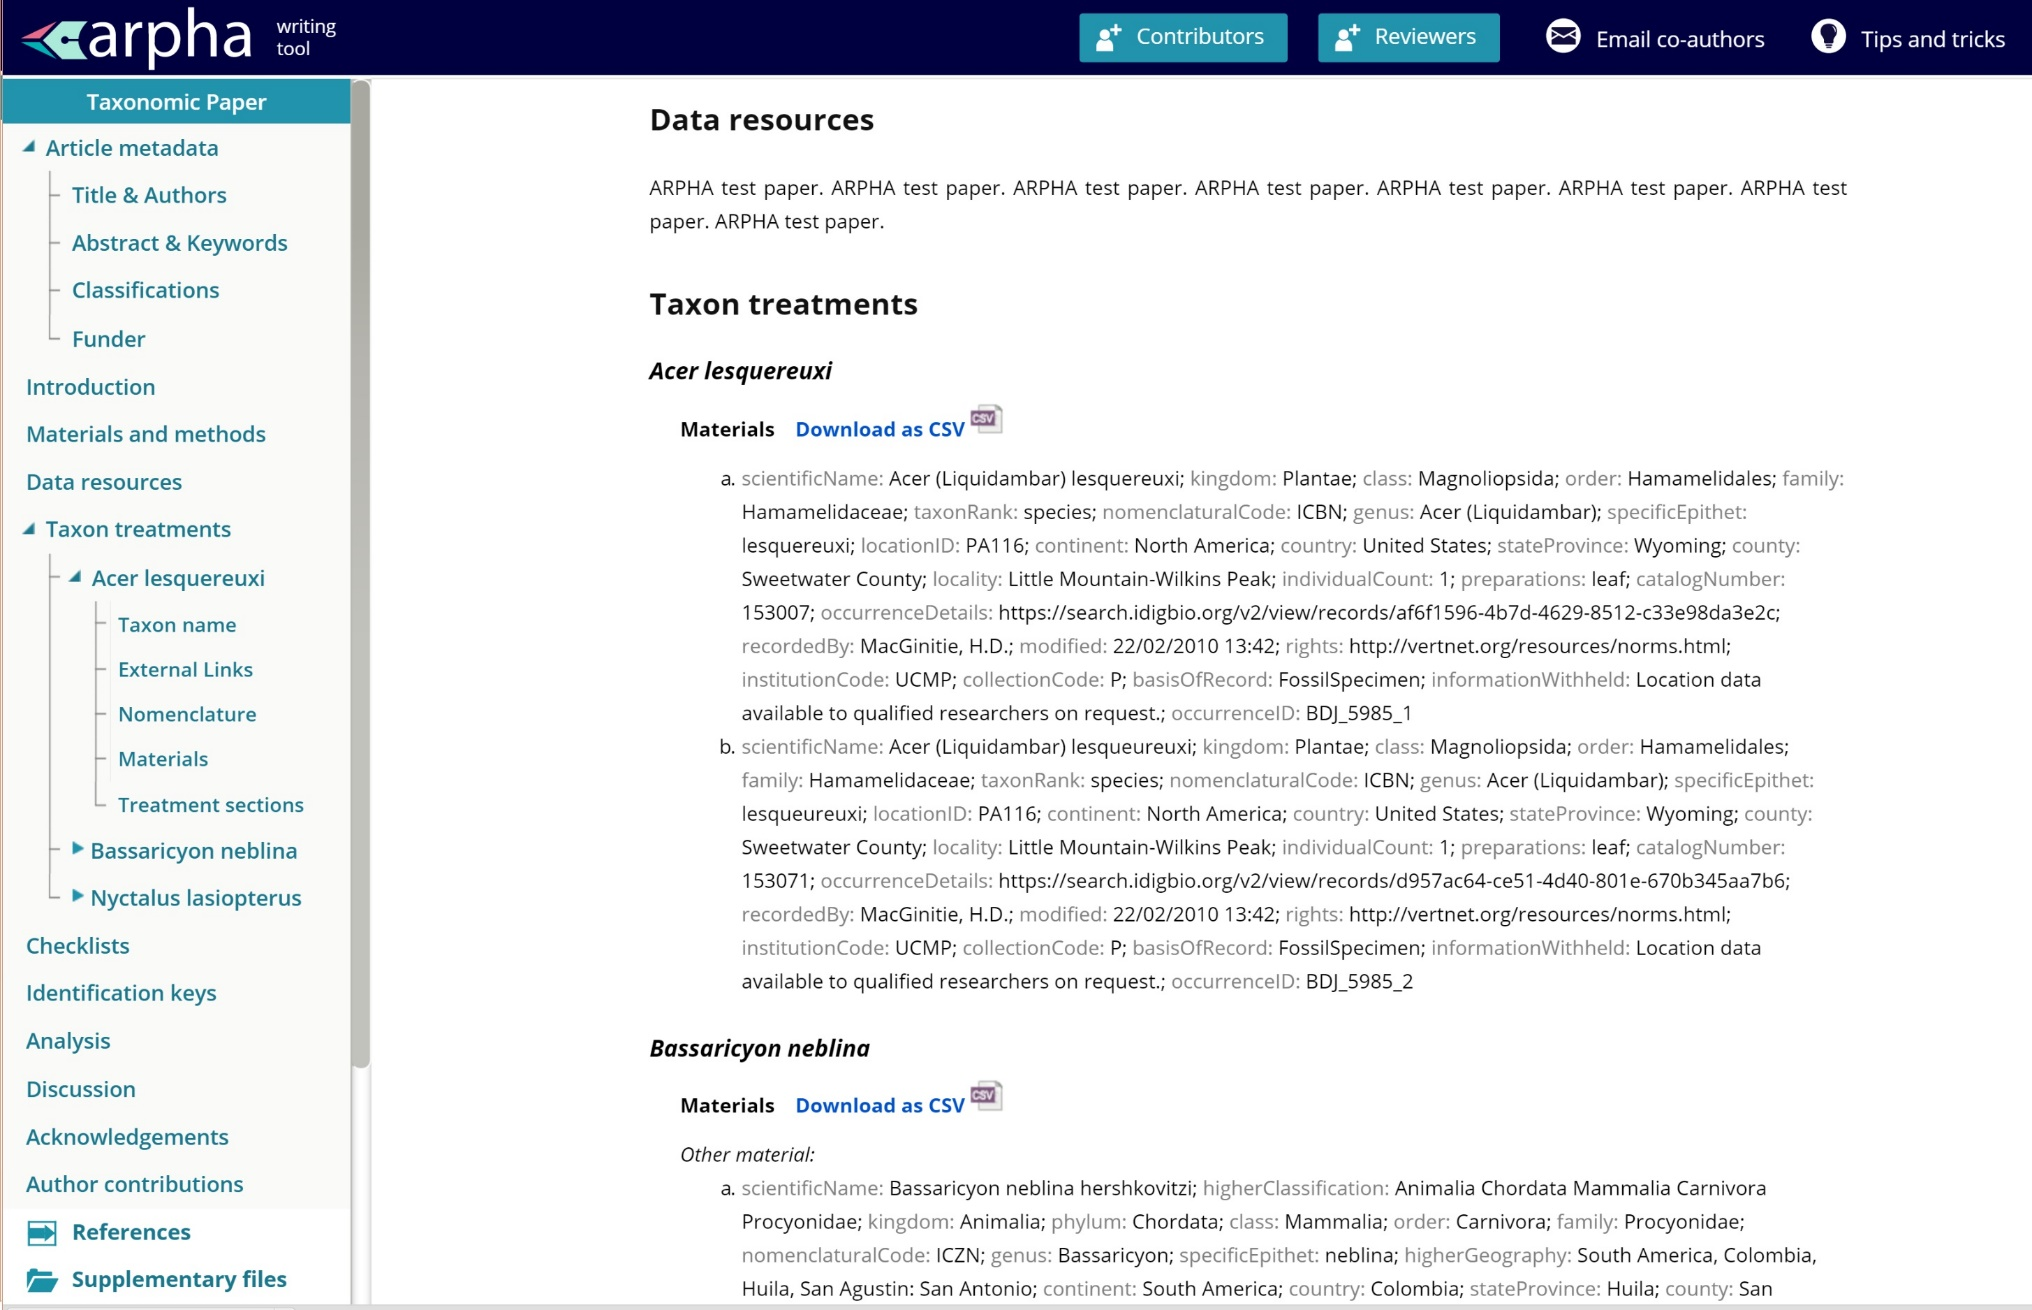 arpha writing tool
Contributors
Reviewers
Email co-authors
Tips and tricks
Taxonomic Paper
Article metadata
Title & Authors
Abstract & Keywords
Classifications
Funder
Introduction
Materials and methods
Data resources
Taxon treatments
Acer lesquereuxi
Taxon name
External Links
Nomenclature
Materials
Treatment sections
Bassaricyon neblina
Nyctalus lasiopterus
Checklists
Identification keys
Analysis
Discussion
Acknowledgements
Author contributions
References
Supplementary files
Data resources
ARPHA test paper. ARPHA test paper. ARPHA test paper. ARPHA test paper. ARPHA test paper. ARPHA test paper. ARPHA test
paper. ARPHA test paper.
Taxon treatments
Acer lesquereuxi
Materials Download as CSV CSV
a. scientificName: Acer (Liquidambar) lesquereuxi; kingdom: Plantae; class: Magnoliopsida; order: Hamamelidales; family:
Hamamelidaceae; taxonRank: species; nomenclaturalCode: ICBN; genus: Acer (Liquidambar); specificEpithet:
lesquereuxi; locationID: PA116; continent: North America; country: United States; stateProvince: Wyoming; county:
Sweetwater County; locality: Little Mountain-Wilkins Peak; individualCount: 1; preparations: leaf; catalogNumber:
153007; occurrenceDetails: https://search.idigbio.org/v2/view/records/af6f1596-4b7d-4629-8512-c33e98da3e2c;
recordedBy: MacGinitie, H.D.; modified: 22/02/2010 13:42; rights: http://vertnet.org/resources/norms.html;
institutionCode: UCMP; collectionCode: P; basisOfRecord: FossilSpecimen; informationWithheld: Location data
available to qualified researchers on request.; occurrenceID: BDJ_5985_1
b. scientificName: Acer (Liquidambar) lesqueureuxi; kingdom: Plantae; class: Magnoliopsida; order: Hamamelidales;
family: Hamamelidaceae; taxonRank: species; nomenclaturalCode: ICBN; genus: Acer (Liquidambar); specificEpithet:
lesqueureuxi; locationID: PA116; continent: North America; country: United States; stateProvince: Wyoming; county:
Sweetwater County; locality: Little Mountain-Wilkins Peak; individualCount: 1; preparations: leaf; catalogNumber:
153071; occurrenceDetails: https://search.idigbio.org/v2/view/records/d957ac64-ce51-4d40-801e-670b345aa7b6;
recordedBy: MacGinitie, H.D.; modified: 22/02/2010 13:42; rights: http://vertnet.org/resources/norms.html;
institutionCode: UCMP; collectionCode: P; basisOfRecord: FossilSpecimen; informationWithheld: Location data
available to qualified researchers on request.; occurrenceID: BDJ_5985_2
Bassaricyon neblina
Materials Download as CSV CSV
Other material:
a. scientificName: Bassaricyon neblina hershkovitzi; higherClassification: Animalia Chordata Mammalia Carnivora
Procyonidae; kingdom: Animalia; phylum: Chordata; class: Mammalia; order: Carnivora; family: Procyonidae;
nomenclaturalCode: ICZN; genus: Bassaricyon; specificEpithet: neblina; higherGeography: South America, Colombia,
Huila, San Agustin: San Antonio; continent: South America; country: Colombia; stateProvince: Huila; county: San